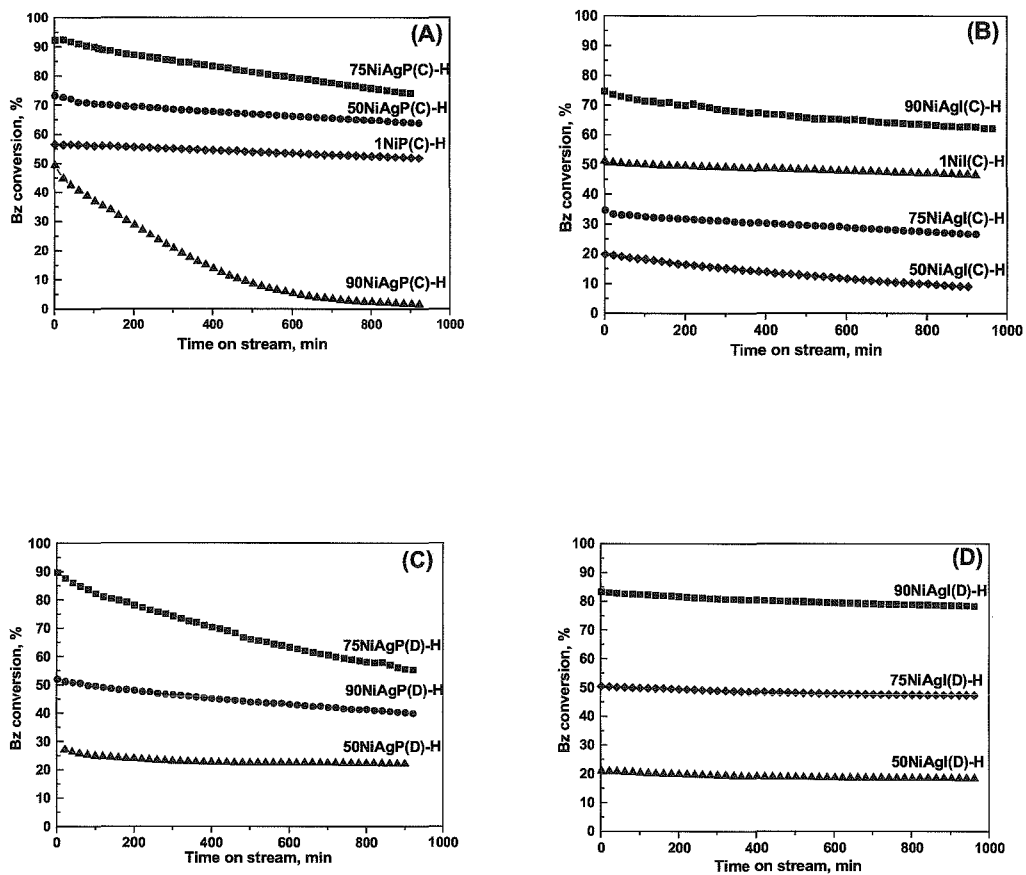 (A)
100
90
80
70
60
50
40
30
20
10
0
Bz conversion, %
75NiAgP(C)-H
50NiAgP(C)-H
1NiP(C)-H
90NiAgP(C)-H
0 200 400 600 800 1000
Time on stream, min
(B)
100
90
80
70
60
50
40
30
20
10
0
Bz conversion, %
90NiAgI(C)-H
1NiI(C)-H
75NiAgI(C)-H
50NiAgI(C)-H
0 200 400 600 800 1000
Time on stream, min
(C)
100
90
80
70
60
50
40
30
20
10
0
Bz conversion, %
75NiAgP(D)-H
90NiAgP(D)-H
50NiAgP(D)-H
0 200 400 600 800 1000
Time on stream, min
(D)
100
90
80
70
60
50
40
30
20
10
0
Bz conversion, %
90NiAgI(D)-H
75NiAgI(D)-H
50NiAgI(D)-H
0 200 400 600 800 1000
Time on stream, min